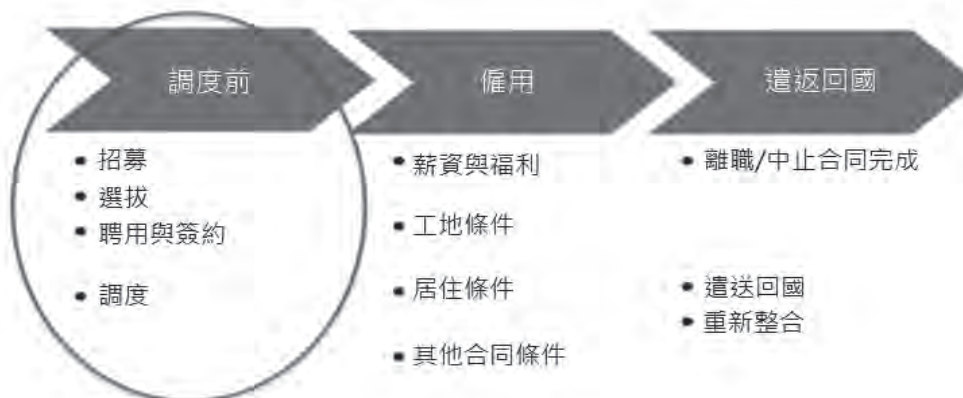 調度前
僱用
遣返回國
• 招募
• 選拔
• 聘用與簽約
• 調度
• 薪資與福利
• 工地條件
• 居住條件
• 其他合同條件
• 離職/中止合同完成
• 遣送回國
• 重新整合